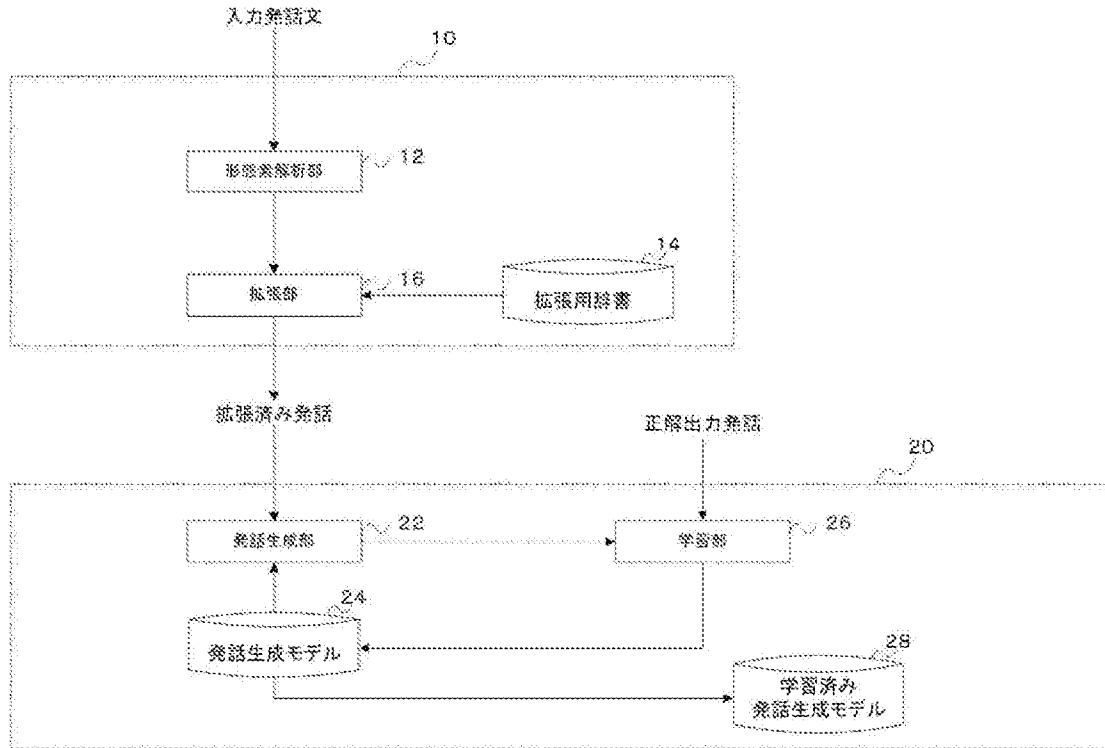 入力発話文
10
形態素解析部
12
拡張部
16
14
拡張用辞書
拡張済み発話
正解出力発話
20
発話生成部
22
学習部
26
24
発話生成モデル
28
学習済み
発話生成モデル